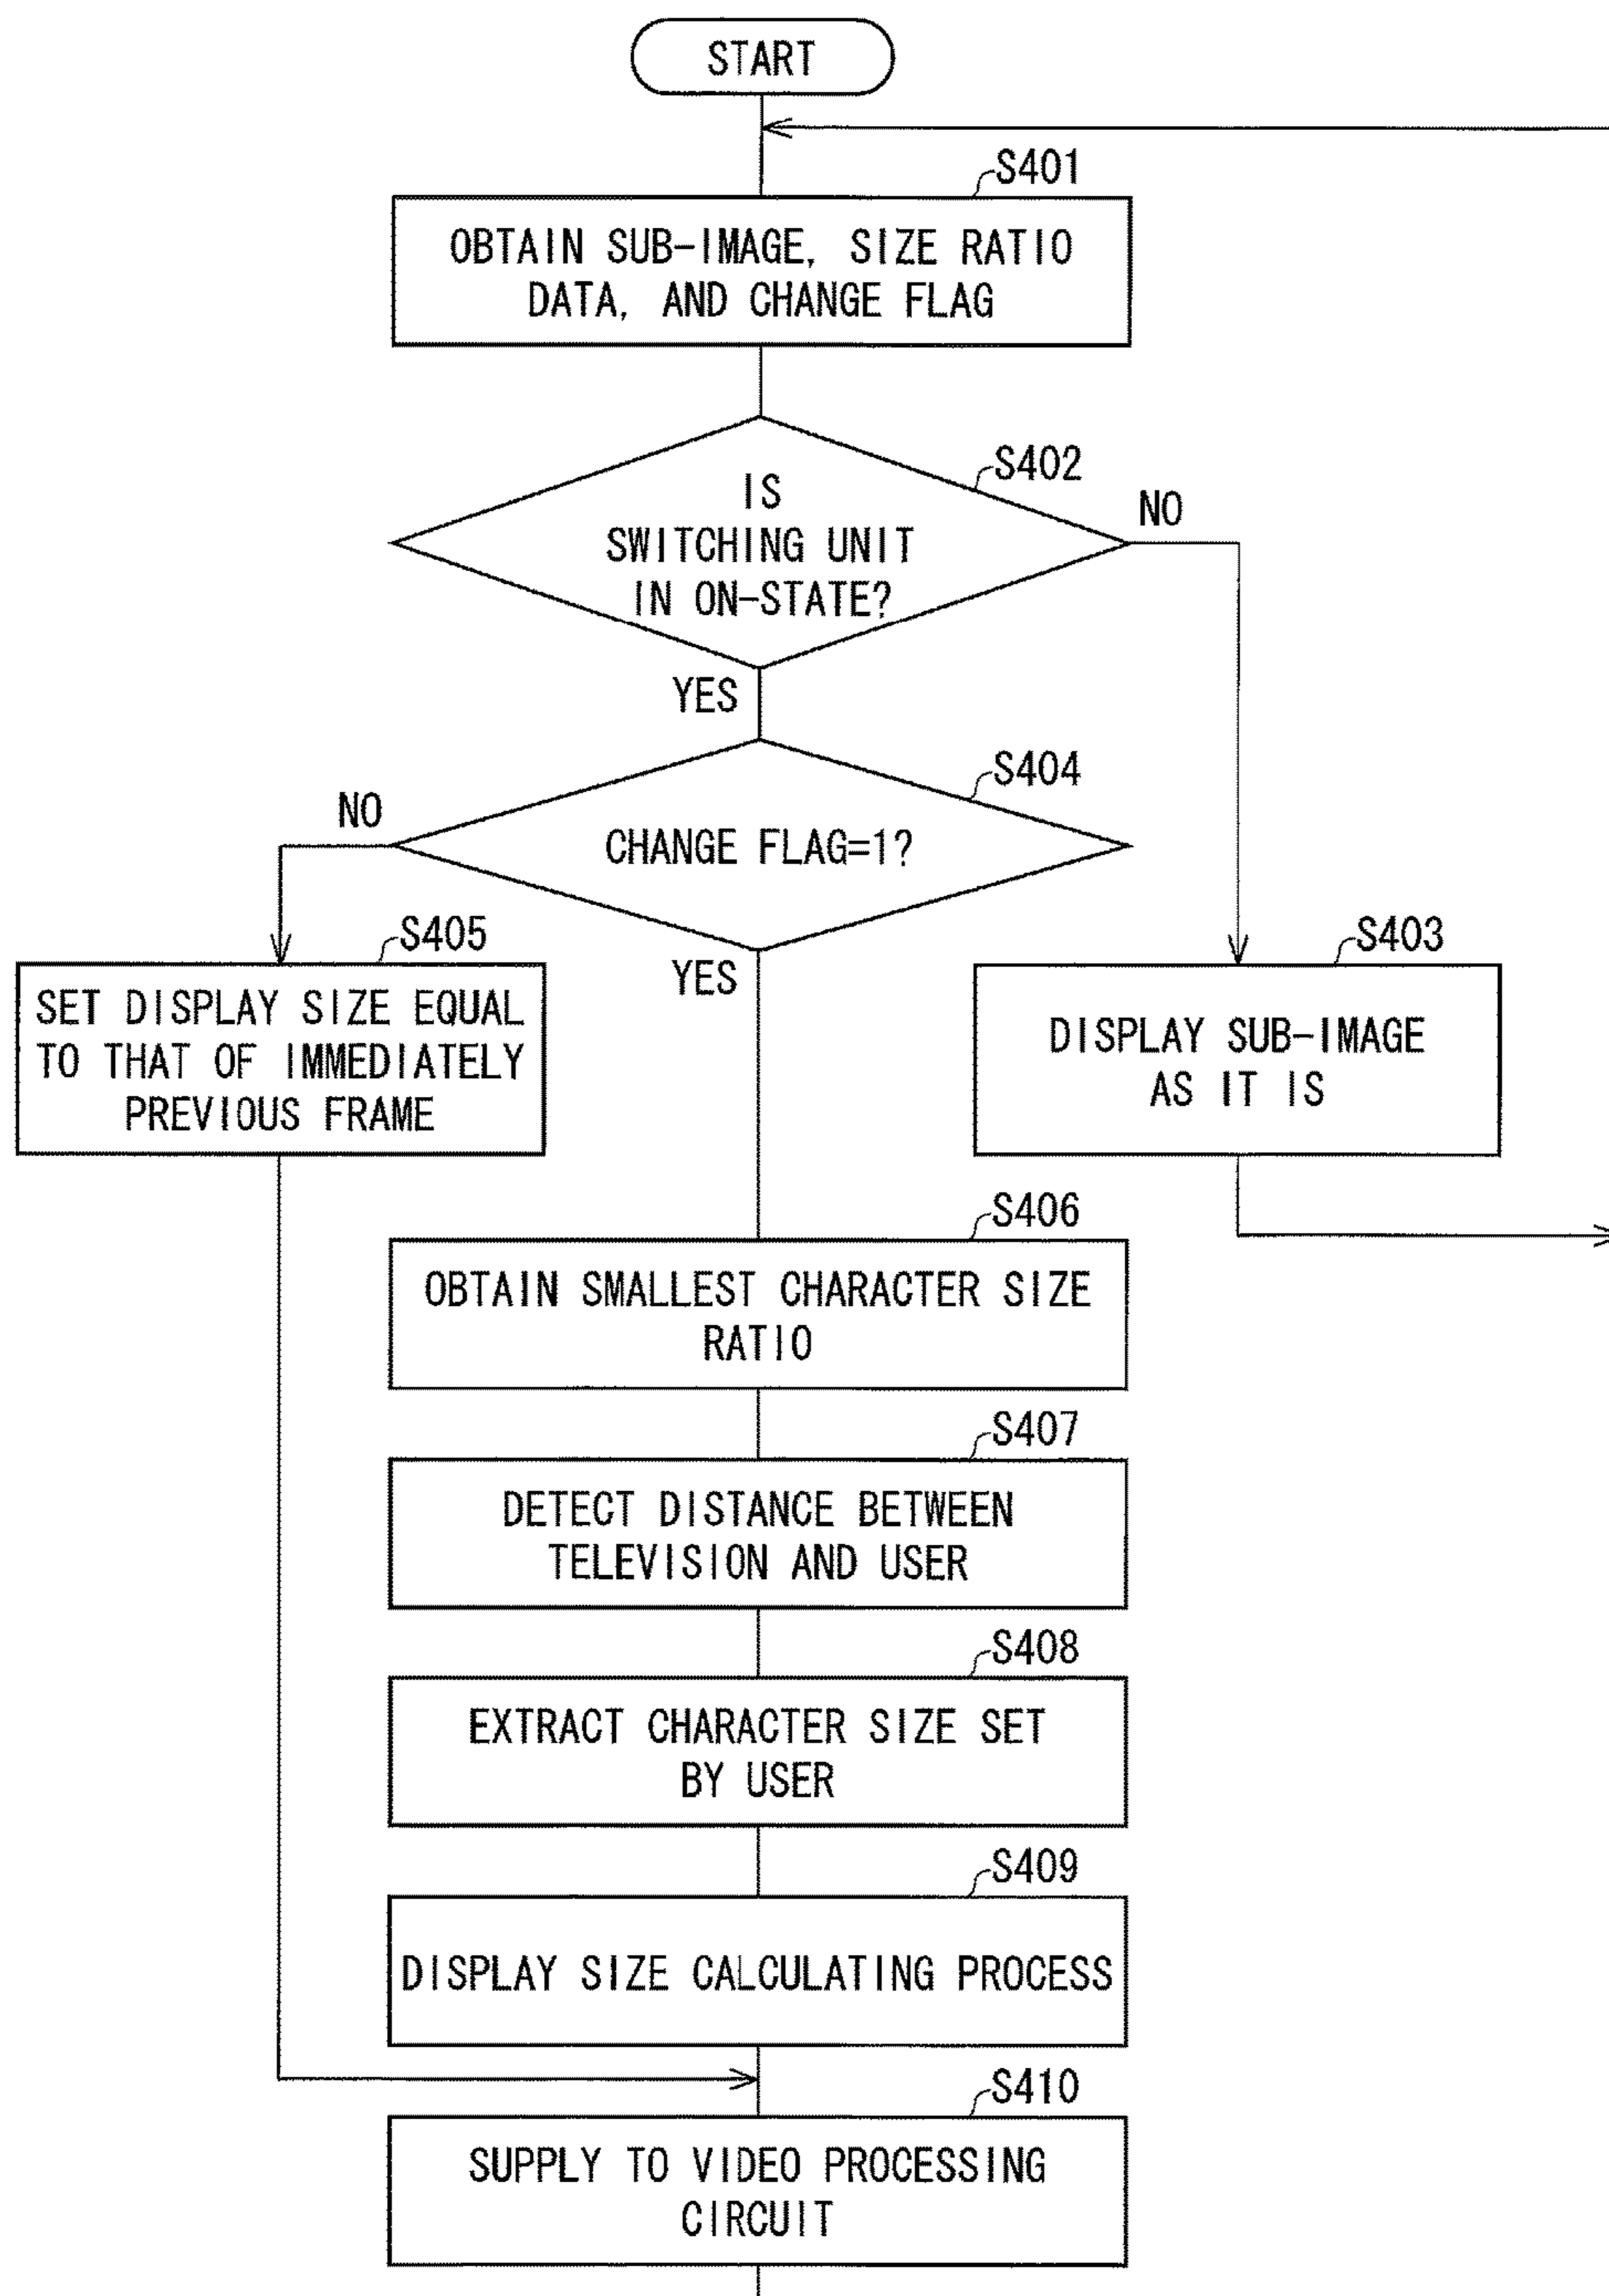 START
S401
OBTAIN SUB-IMAGE, SIZE RATIO
DATA, AND CHANGE FLAG
S402
IS
SWITCHING UNIT
IN ON-STATE?
NO
YES
S404
CHANGE FLAG=1?
NO
YES
S405
SET DISPLAY SIZE EQUAL
TO THAT OF IMMEDIATELY
PREVIOUS FRAME
S403
DISPLAY SUB-IMAGE
AS IT IS
S406
OBTAIN SMALLEST CHARACTER SIZE
RATIO
S407
DETECT DISTANCE BETWEEN
TELEVISION AND USER
S408
EXTRACT CHARACTER SIZE SET
BY USER
S409
DISPLAY SIZE CALCULATING PROCESS
S410
SUPPLY TO VIDEO PROCESSING
CIRCUIT